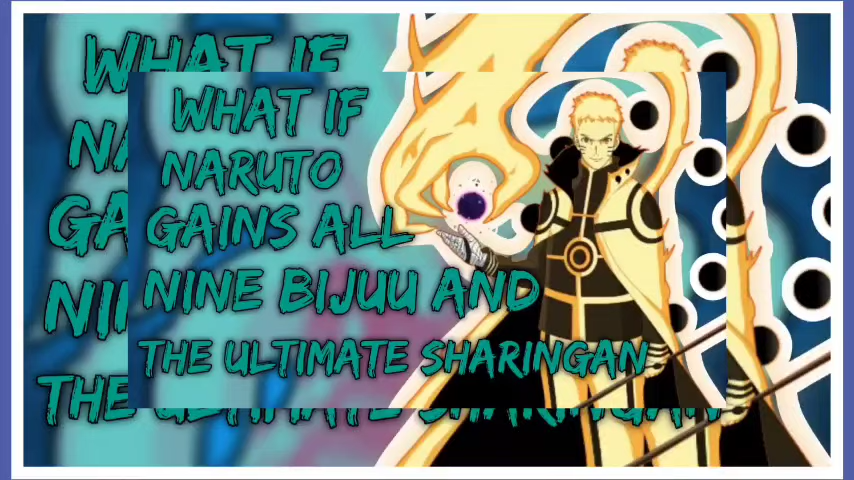 WHAT IF
NARUTO
GAINS ALL
NINE BIJUU AND
THE ULTIMATE SHARINGAN